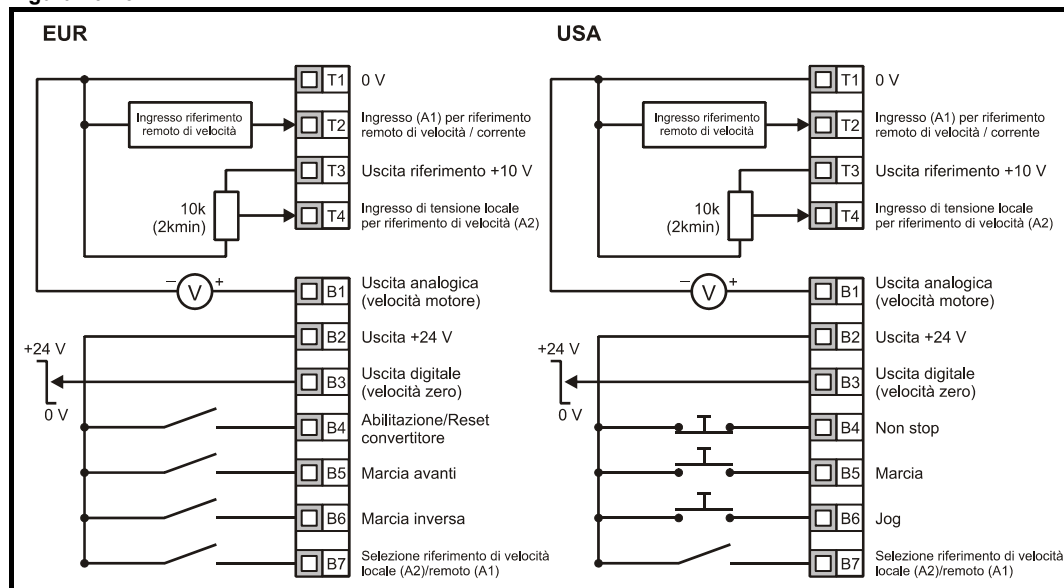 EUR
T1 0 V
Ingresso riferimento
remoto di velocità
T2 Ingresso (A1) per riferimento
remoto di velocità / corrente
T3 Uscita riferimento +10 V
10k
(2kmin)
T4 Ingresso di tensione locale
per riferimento di velocità (A2)
– V +
B1 Uscita analogica
(velocità motore)
B2 Uscita +24 V
+24 V
0 V
B3 Uscita digitale
(velocità zero)
B4 Abilitazione/Reset
convertitore
B5 Marcia avanti
B6 Marcia inversa
B7 Selezione riferimento di velocità
locale (A2)/remoto (A1)
USA
T1 0 V
Ingresso riferimento
remoto di velocità
T2 Ingresso (A1) per riferimento
remoto di velocità / corrente
T3 Uscita riferimento +10 V
10k
(2kmin)
T4 Ingresso di tensione locale
per riferimento di velocità (A2)
– V +
B1 Uscita analogica
(velocità motore)
B2 Uscita +24 V
+24 V
0 V
B3 Uscita digitale
(velocità zero)
B4 Non stop
B5 Marcia
B6 Jog
B7 Selezione riferimento di velocità
locale (A2)/remoto (A1)